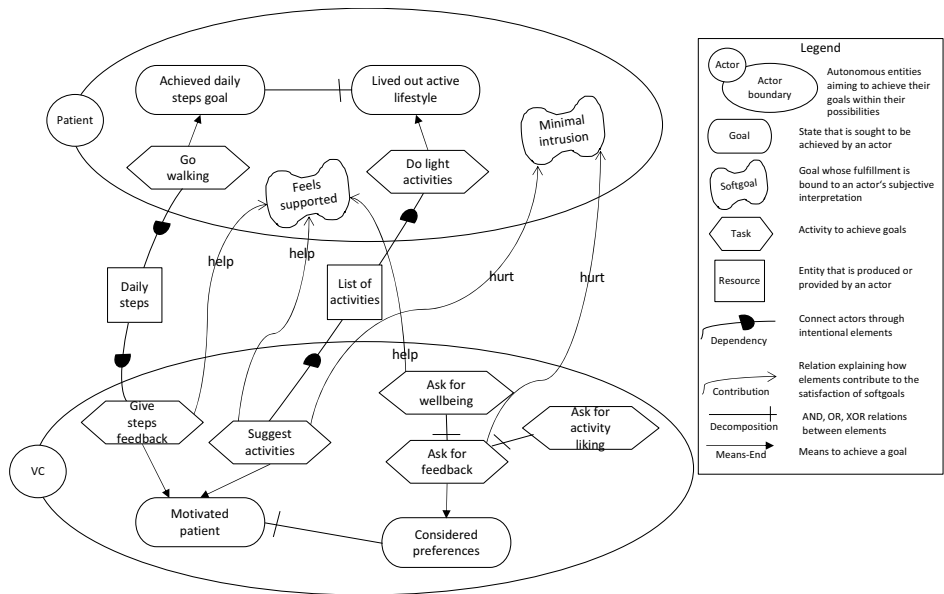 Patient
Achieved daily
steps goal
Lived out active
lifestyle
Minimal
intrusion
Go
walking
Feels
supported
Do light
activities
help
help
hurt
hurt
Daily
steps
List of
activities
help
VC
Give
steps
feedback
Suggest
activities
Ask for
wellbeing
Ask for
activity
liking
Ask for
feedback
Motivated
patient
Considered
preferences
Legend
Actor
Actor
boundary
Autonomous entities
aiming to achieve their
goals within their
possibilities
Goal
State that is sought to be
achieved by an actor
Softgoal
Goal whose fulfillment is
bound to an actor's subjective
interpretation
Task
Activity to achieve goals
Resource
Entity that is produced or
provided by an actor
Dependency
Connect actors through
intentional elements
Contribution
Relation explaining how
elements contribute to the
satisfaction of softgoals
Decomposition
AND, OR, XOR relations
between elements
Means-End
Means to achieve a goal